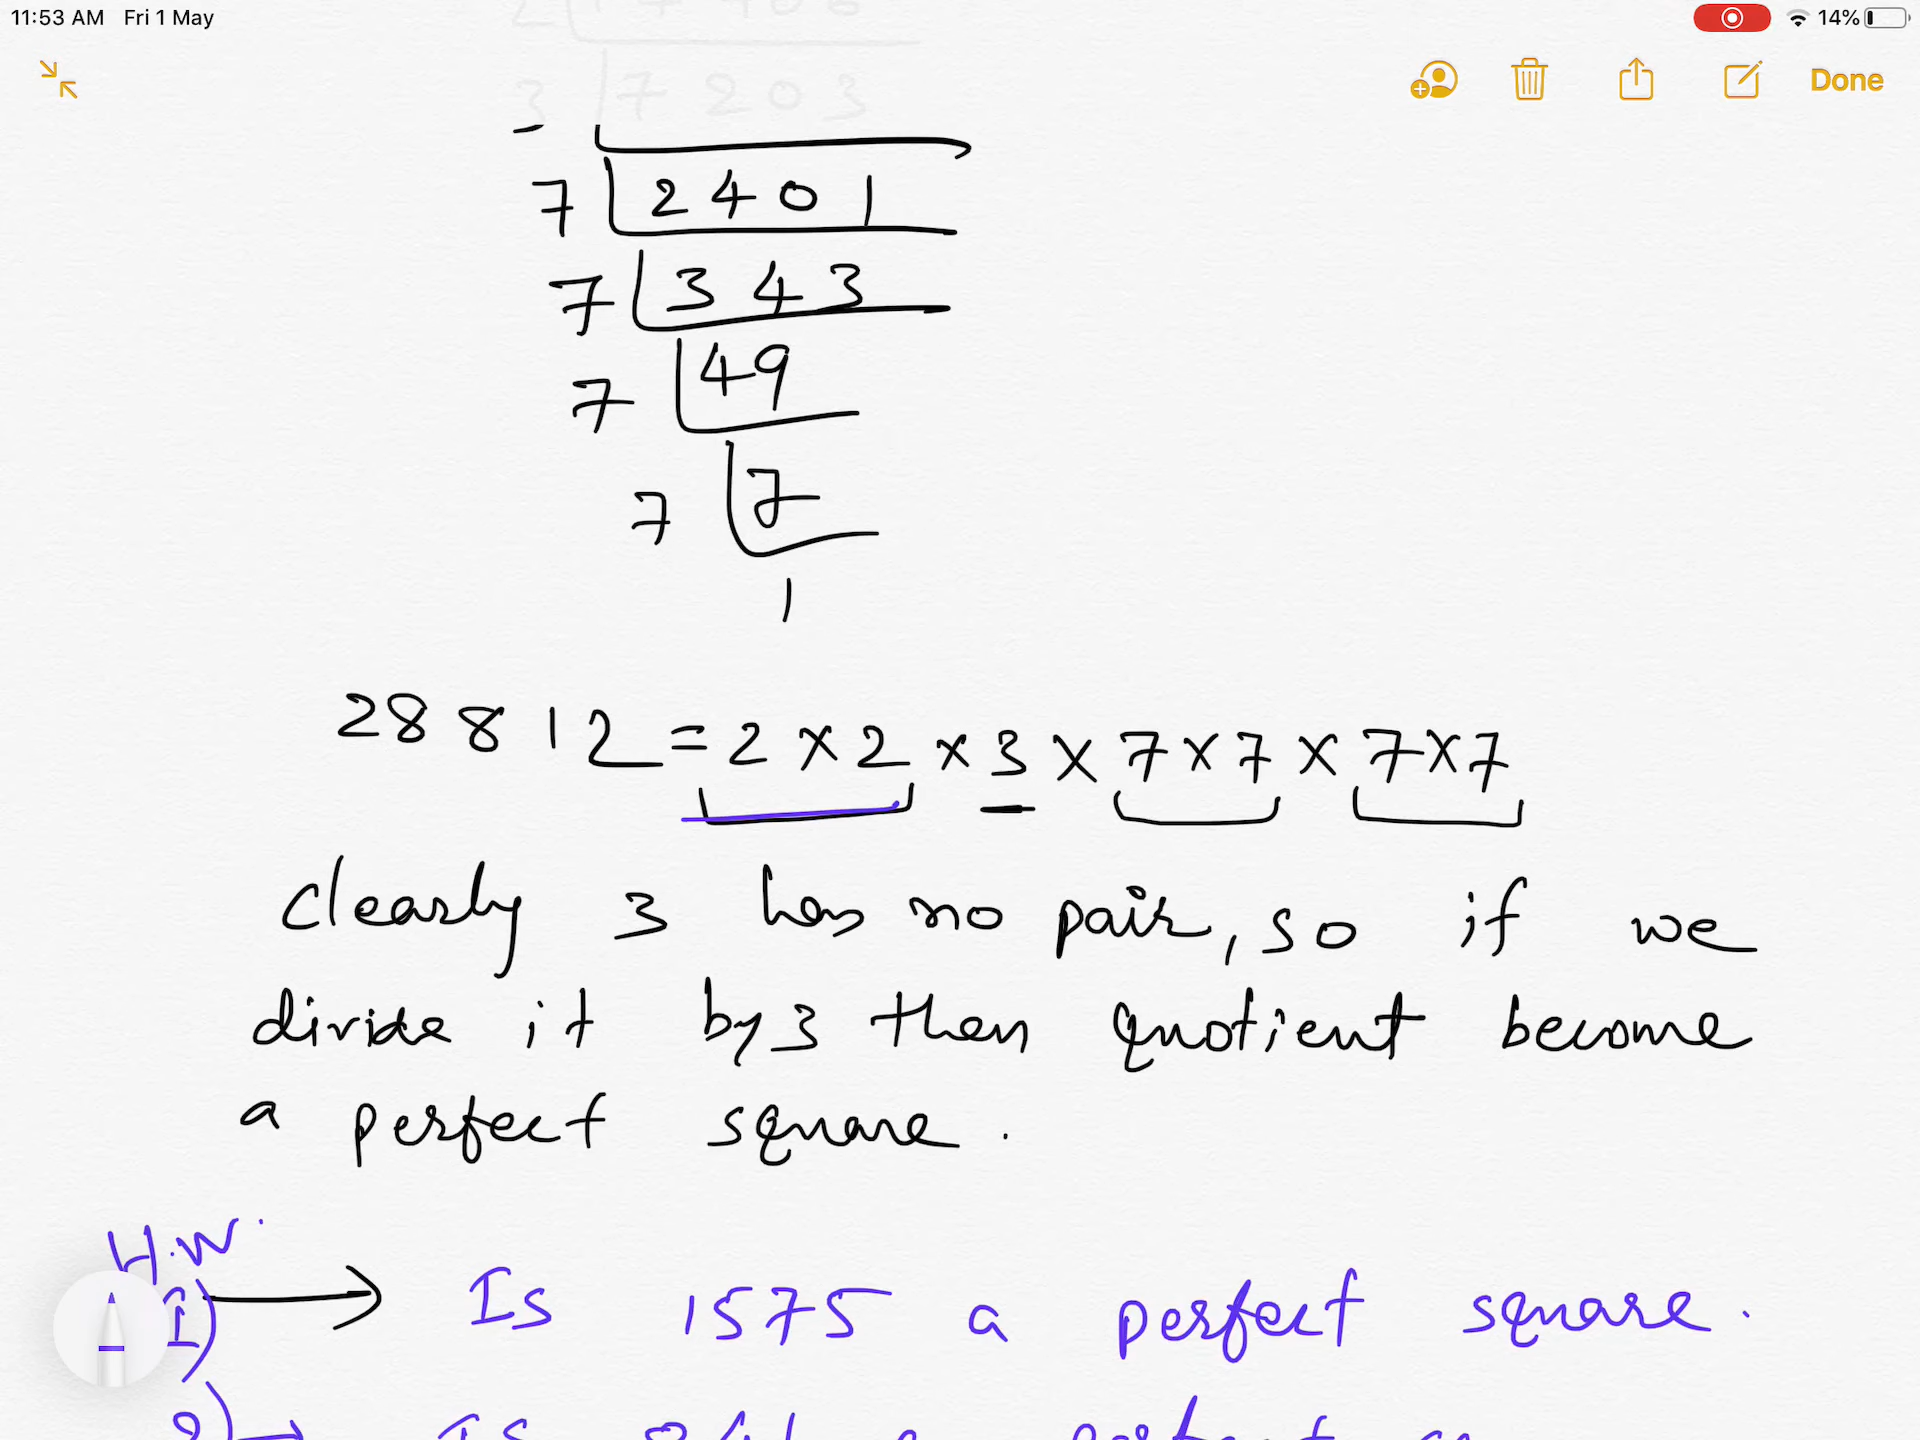 11:53 AM Fri 1 May 14%
Done
3 7203
7 2401
7 343
7 49
7 7
1
28812 = 2 × 2 × 3 × 7 × 7 × 7 × 7
clearly 3 has no pair, so if we
divide it by 3 then quotient become
a perfect square.
H.W.
1) → Is 1575 a perfect square.